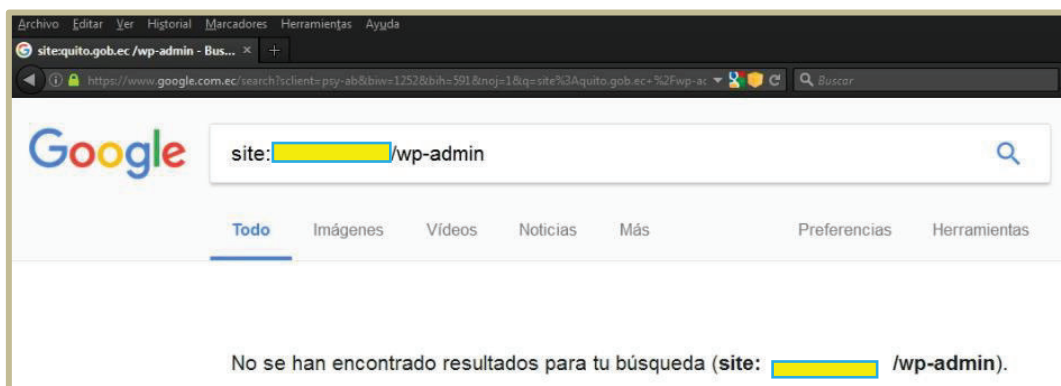 Archivo Editar Ver Historial Marcadores Herramientas Ayuda
site:quito.gob.ec /wp-admin - Bus... × +
https://www.google.com.ec/search?sclient=psy-ab&biw=1252&bih=591&noj=1&q=site%3Aquito.gob.ec+%2Fwp-ac Buscar
Google site: /wp-admin
Todo Imágenes Vídeos Noticias Más Preferencias Herramientas
No se han encontrado resultados para tu búsqueda (site: /wp-admin).